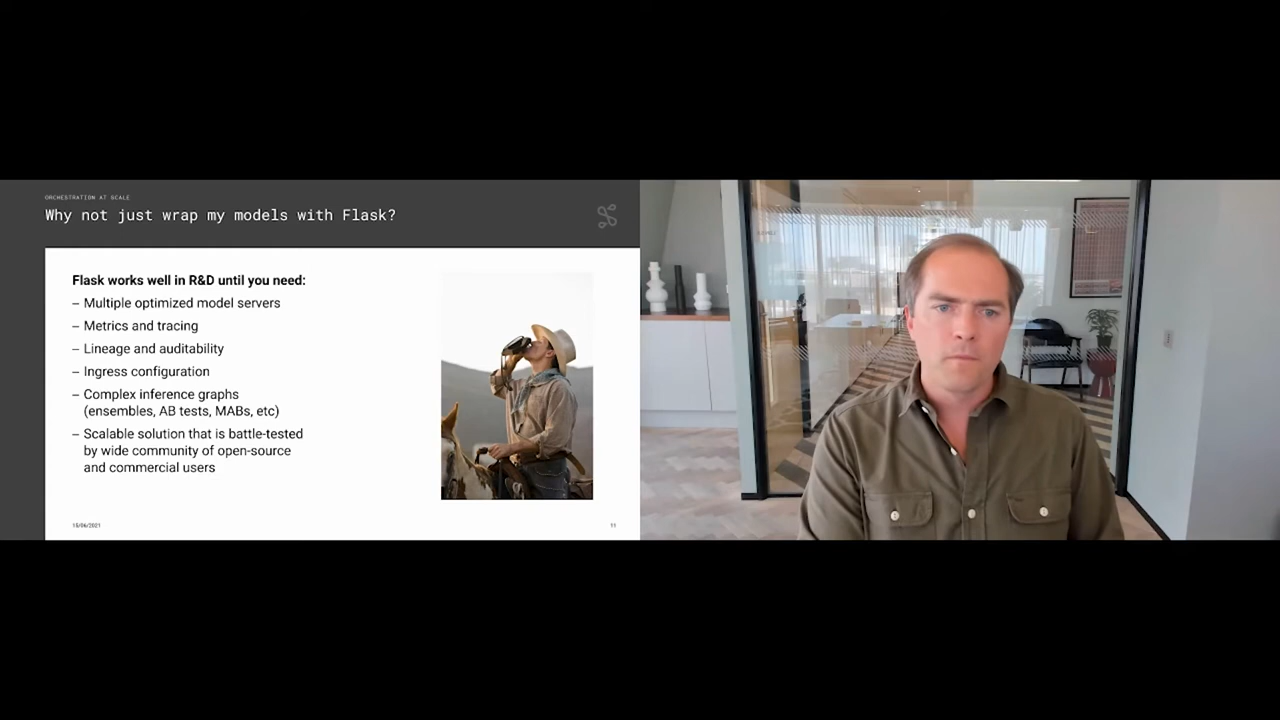 ORCHESTRATION AT SCALE
Why not just wrap my models with Flask?
Flask works well in R&D until you need:
– Multiple optimized model servers
– Metrics and tracing
– Lineage and auditability
– Ingress configuration
– Complex inference graphs
(ensembles, AB tests, MABs, etc)
– Scalable solution that is battle-tested
by wide community of open-source
and commercial users
11